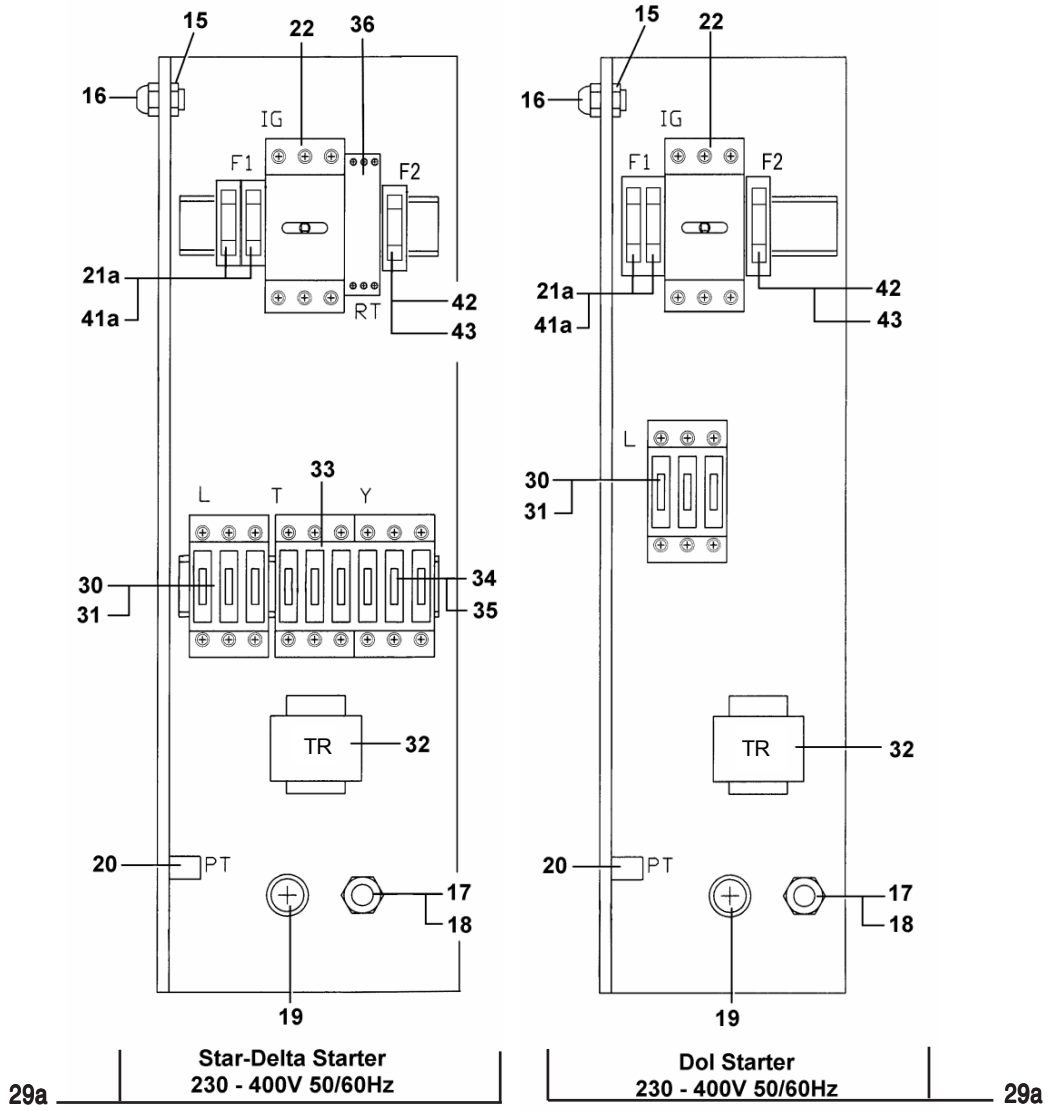 15
22
36
16
IG
F1
F2
21a
41a
42
43
RT
33
L
T
Y
30
31
34
35
TR
32
20
PT
17
18
19
Star-Delta Starter
230 - 400V 50/60Hz
29a
15
22
16
IG
F1
F2
21a
41a
42
43
L
30
31
TR
32
20
PT
17
18
19
Dol Starter
230 - 400V 50/60Hz
29a